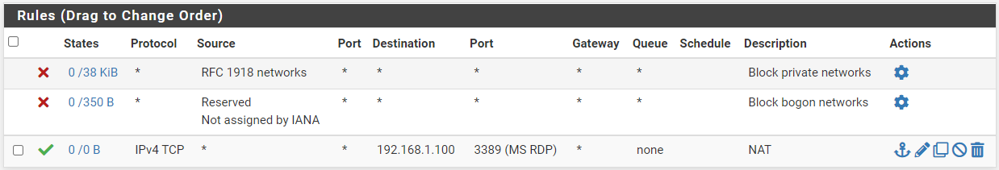 Rules (Drag to Change Order)
States Protocol Source Port Destination Port Gateway Queue Schedule Description Actions
0 /38 KiB * RFC 1918 networks * * * * * Block private networks
0 /350 B * Reserved * * * * * Block bogon networks
Not assigned by IANA
0 /0 B IPv4 TCP * * 192.168.1.100 3389 (MS RDP) * none NAT